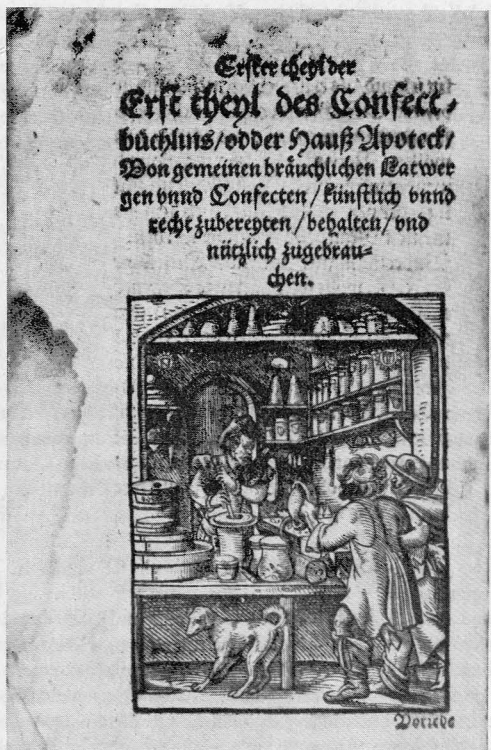 Erster theyl der
Erst theyl des Confect-
büchlins/odder Hauß Apoteck/
Von gemeinen bräuchlichen Latwer
gen vnnd Confecten/künstlich vnnd
recht zubereyten/behalten/vnd
nützlich zugebrau-
chen.
Vorrede